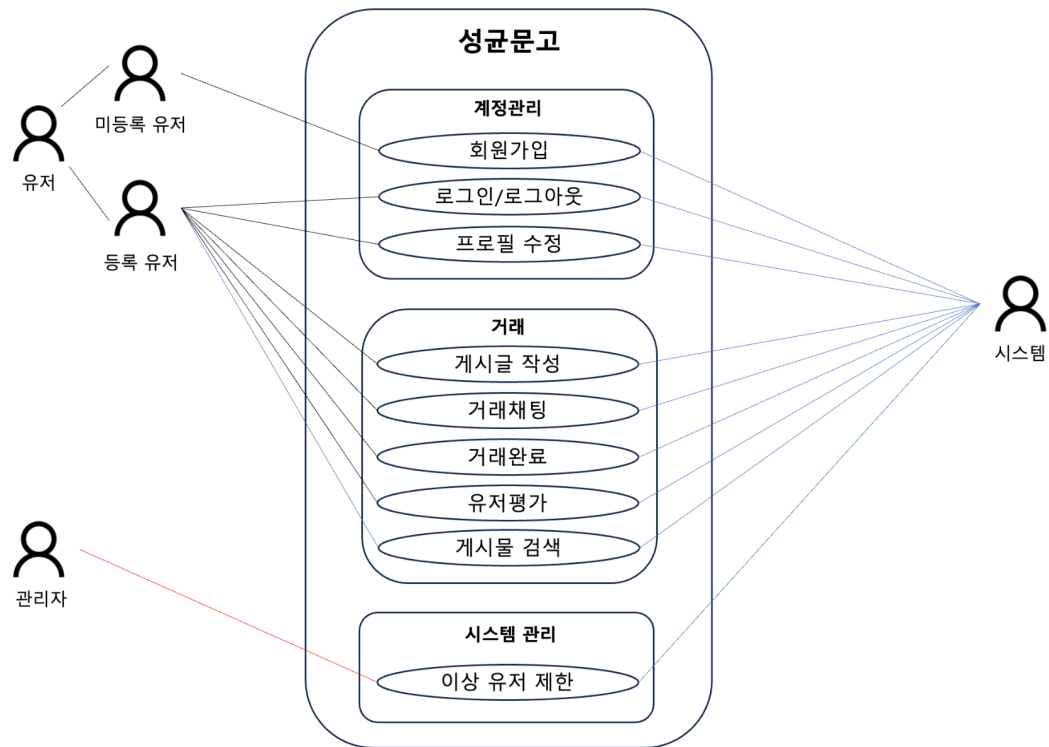 성균문고
미등록 유저
유저
등록 유저
계정관리
회원가입
로그인/로그아웃
프로필 수정
거래
게시글 작성
거래채팅
거래완료
유저평가
게시물 검색
시스템
관리자
시스템 관리
이상 유저 제한